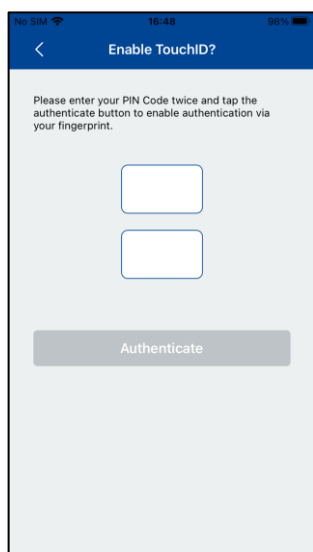 No SIM 16:48 98%
Enable TouchID?
Please enter your PIN Code twice and tap the
authenticate button to enable authentication via
your fingerprint.
Authenticate